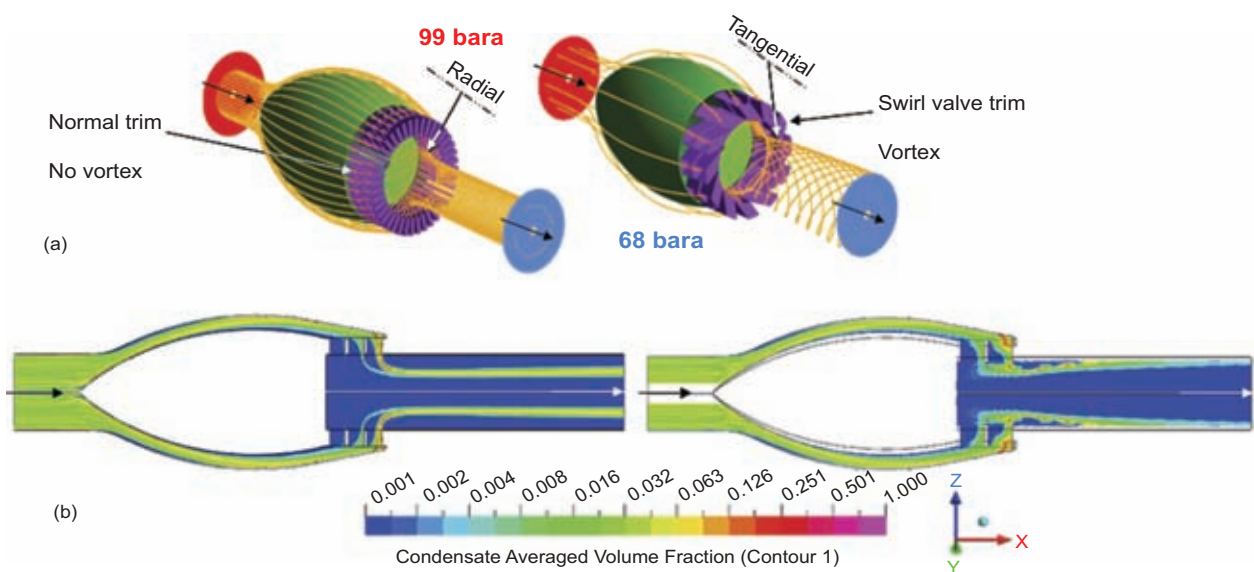 99 bara
Radial
Normal trim
No vortex
(a)
Tangential
Swirl valve trim
Vortex
68 bara
0.001 0.002 0.004 0.008 0.016 0.032 0.063 0.126 0.251 0.501 1.000
(b)
Condensate Averaged Volume Fraction (Contour 1)
Z
X
Y